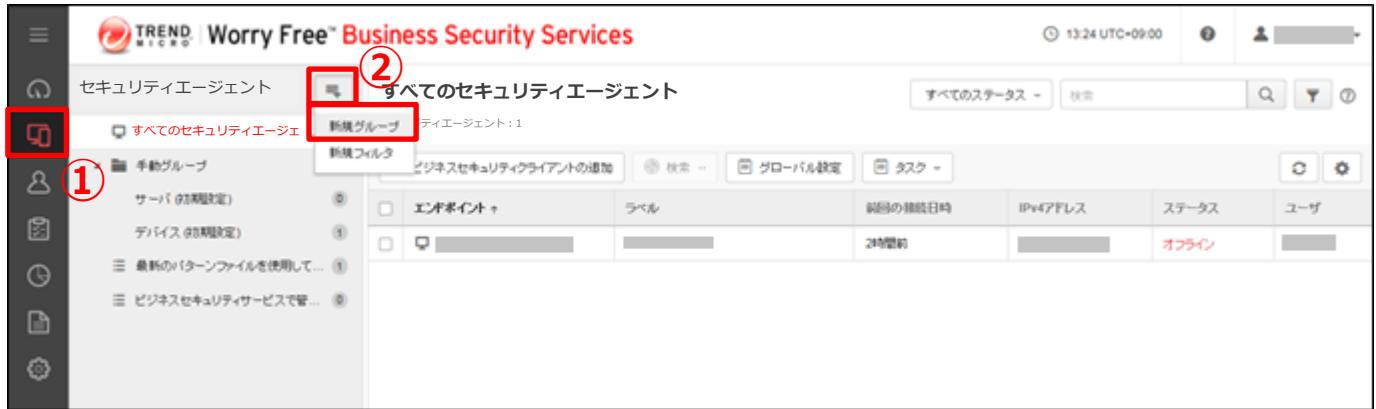 TREND MICRO Worry Free™ Business Security Services
13:24 UTC+09:00
セキュリティエージェント
②
すべてのセキュリティエージェント
すべてのステータス
検索
①
すべてのセキュリティエージェ
新規グループ
ティエージェント：1
新規フィルタ
手動グループ
ビジネスセキュリティクライアントの追加
検索
グローバル設定
タスク
サーバ (初期設定) 0
エンドポイント↑
ラベル
前回の接続日時
IPv4アドレス
ステータス
ユーザ
デバイス (初期設定) 1
2時間前
オフライン
最新のパターンファイルを使用して... 1
ビジネスセキュリティサービスで管... 0